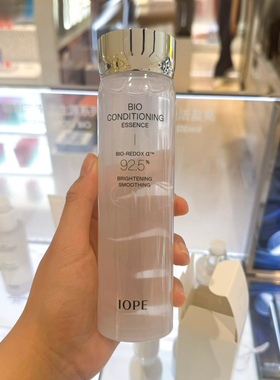 BIO
CONDITIONING
ESSENCE
BIO-REDOX α™
92.5%
BRIGHTENING
SMOOTHING
IOPE